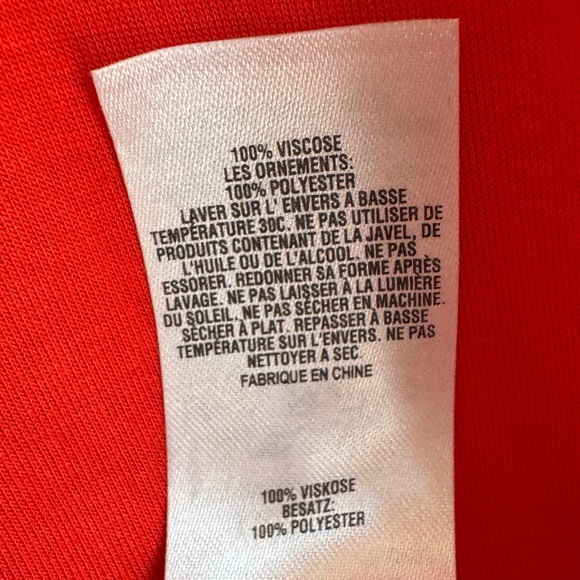 100% VISCOSE
LES ORNEMENTS:
100% POLYESTER
LAVER SUR L' ENVERS À BASSE
TEMPÉRATURE 30C. NE PAS UTILISER DE
PRODUITS CONTENANT DE LA JAVEL, DE
L'HUILE OU DE L'ALCOOL. NE PAS
ESSORER. REDONNER SA FORME APRÈS
LAVAGE. NE PAS LAISSER À LA LUMIÈRE
DU SOLEIL. NE PAS SÉCHER EN MACHINE.
SÉCHER À PLAT. REPASSER À BASSE
TEMPÉRATURE SUR L'ENVERS. NE PAS
NETTOYER À SEC
FABRIQUE EN CHINE
100% VISKOSE
BESATZ:
100% POLYESTER